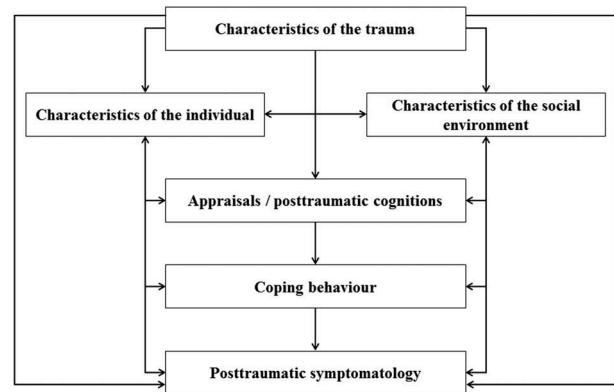 Characteristics of the trauma
Characteristics of the individual
Characteristics of the social
environment
Appraisals / posttraumatic cognitions
Coping behaviour
Posttraumatic symptomatology